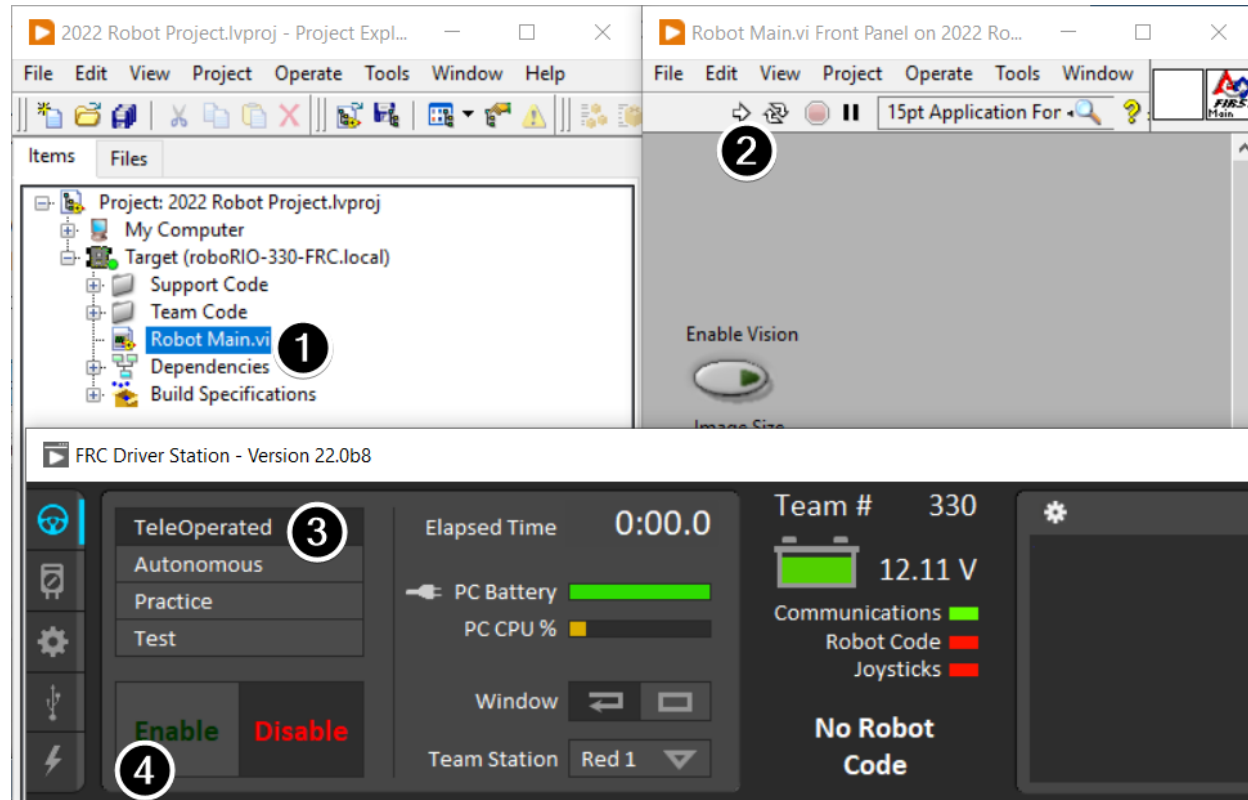 2022 Robot Project.lvproj - Project Expl...
File Edit View Project Operate Tools Window Help
Items Files
Project: 2022 Robot Project.lvproj
My Computer
Target (roboRIO-330-FRC.local)
Support Code
Team Code
Robot Main.vi
1
Dependencies
Build Specifications
Robot Main.vi Front Panel on 2022 Ro...
File Edit View Project Operate Tools Window
15pt Application For
FIRS
Main
2
Enable Vision
Image Size
FRC Driver Station - Version 22.0b8
TeleOperated
3
Autonomous
Practice
Test
Enable Disable
4
Elapsed Time 0:00.0
PC Battery
PC CPU %
Window
Team Station Red 1
Team # 330
12.11 V
Communications
Robot Code
Joysticks
No Robot
Code